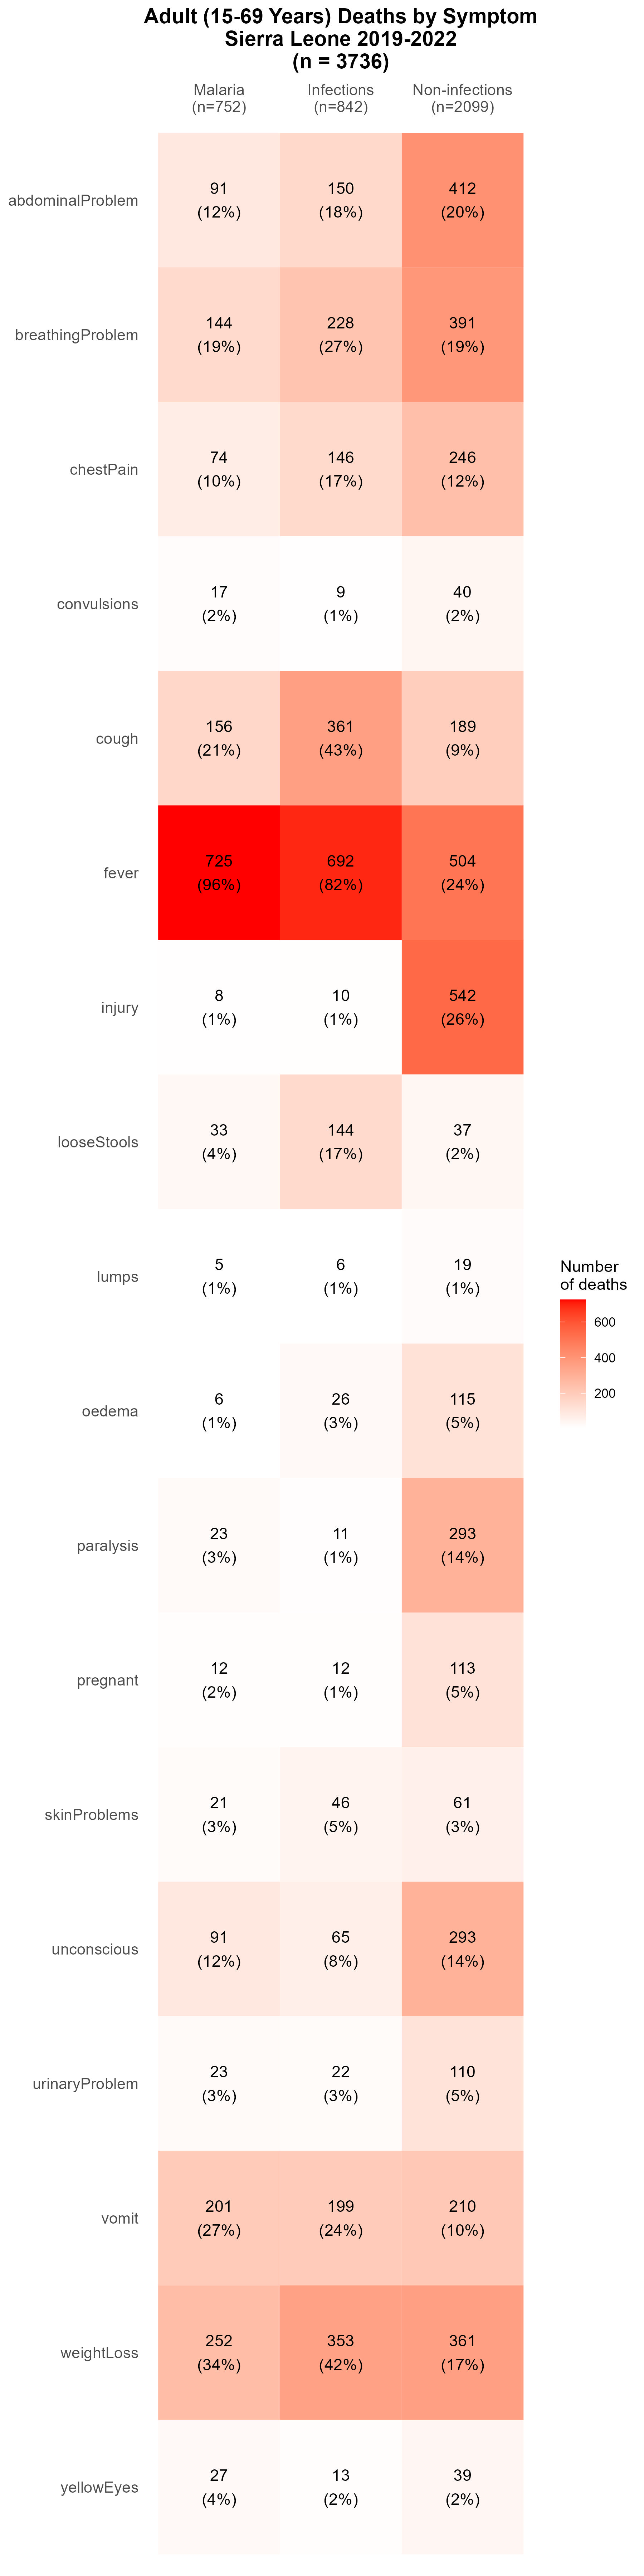 Adult (15-69 Years) Deaths by Symptom
Sierra Leone 2019-2022
(n = 3736)
Malaria Infections Non-infections
(n=752) (n=842) (n=2099)
abdominalProblem 91 150 412
(12%) (18%) (20%)
breathingProblem 144 228 391
(19%) (27%) (19%)
chestPain 74 146 246
(10%) (17%) (12%)
convulsions 17 9 40
(2%) (1%) (2%)
cough 156 361 189
(21%) (43%) (9%)
fever 725 692 504
(96%) (82%) (24%)
injury 8 10 542
(1%) (1%) (26%)
looseStools 33 144 37
(4%) (17%) (2%)
lumps 5 6 19
(1%) (1%) (1%)
oedema 6 26 115
(1%) (3%) (5%)
paralysis 23 11 293
(3%) (1%) (14%)
pregnant 12 12 113
(2%) (1%) (5%)
skinProblems 21 46 61
(3%) (5%) (3%)
unconscious 91 65 293
(12%) (8%) (14%)
urinaryProblem 23 22 110
(3%) (3%) (5%)
vomit 201 199 210
(27%) (24%) (10%)
weightLoss 252 353 361
(34%) (42%) (17%)
yellowEyes 27 13 39
(4%) (2%) (2%)
Number
of deaths
600
400
200